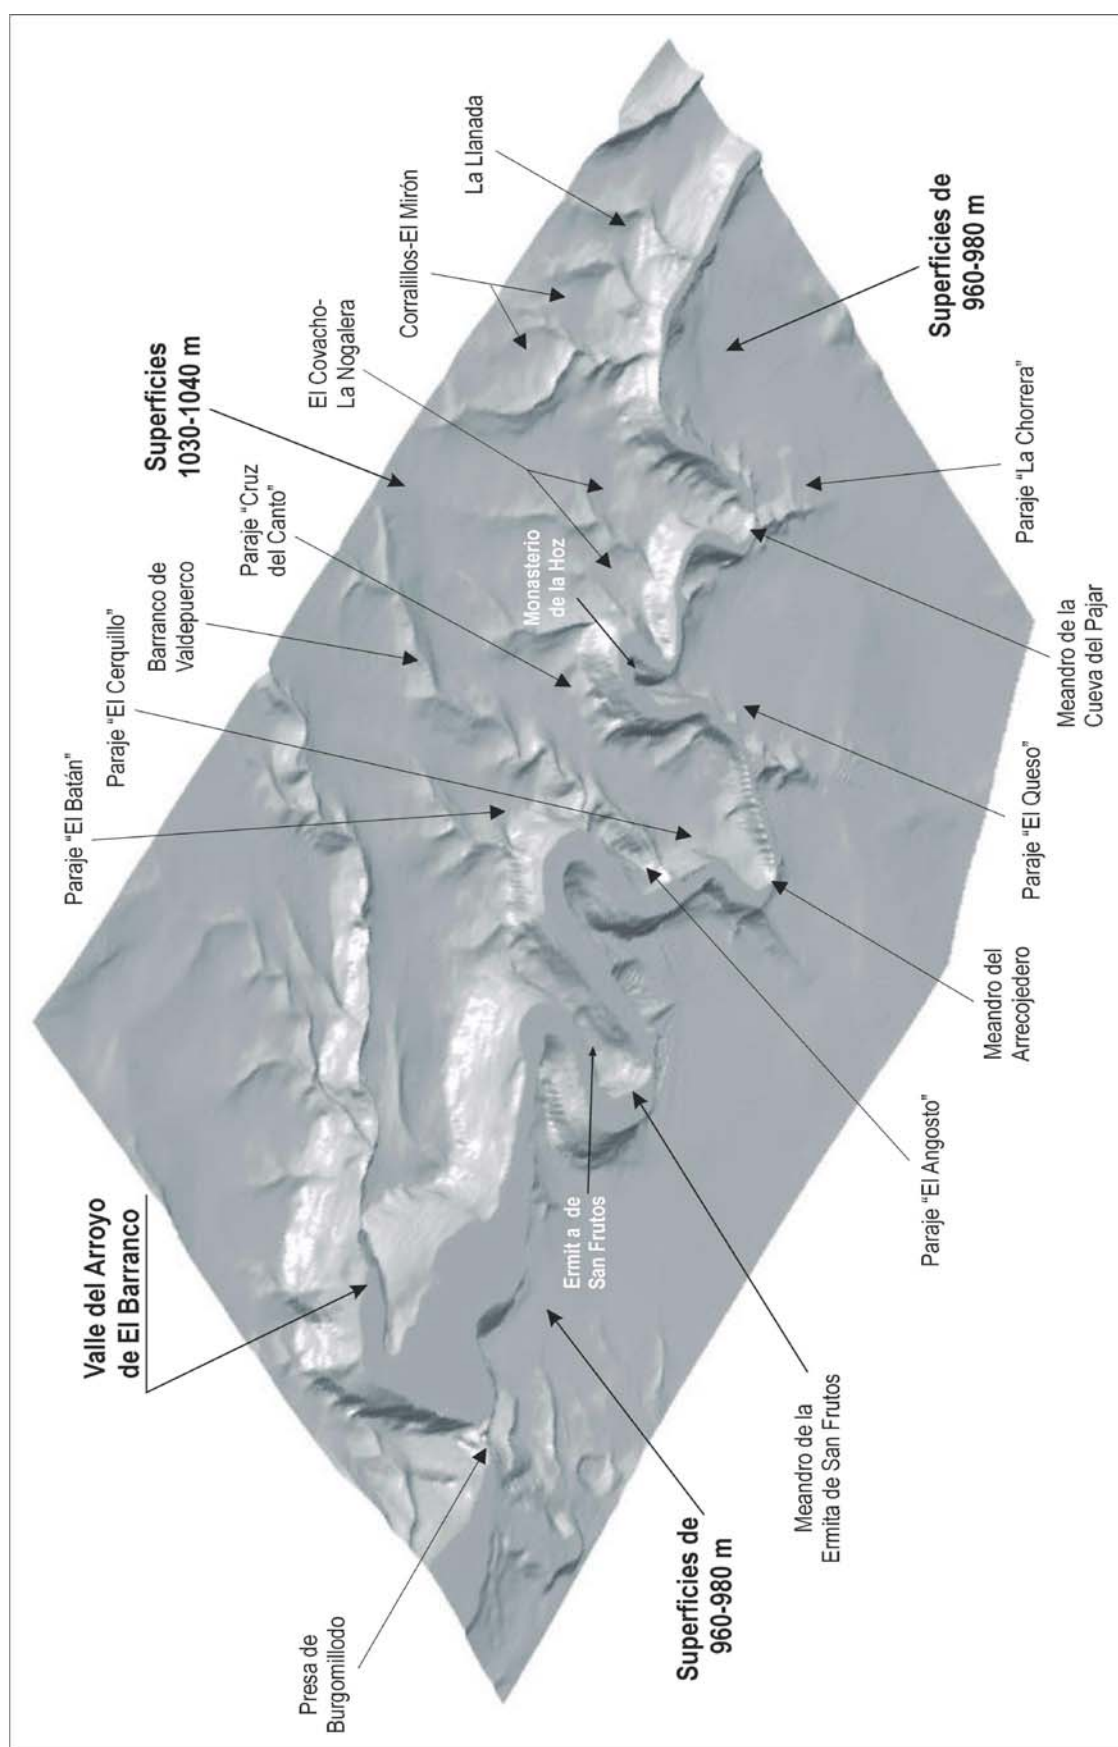 Valle del Arroyo
de El Barranco
Paraje “El Batán”
Paraje “El Cerquillo”
Barranco de
Valdepuerco
Superficies
1030-1040 m
Paraje “Cruz
del Canto”
El Covacho-
La Nogalera
Corralillos-El Mirón
La Llanada
Monasterio
de la Hoz
Ermit a de
San Frutos
Presa de
Burgomillodo
Superficies de
960-980 m
Meandro de la
Ermita de San Frutos
Paraje “El Angosto”
Meandro del
Arrecojedero
Paraje “El Queso”
Meandro de la
Cueva del Pajar
Paraje “La Chorrera”
Superficies de
960-980 m